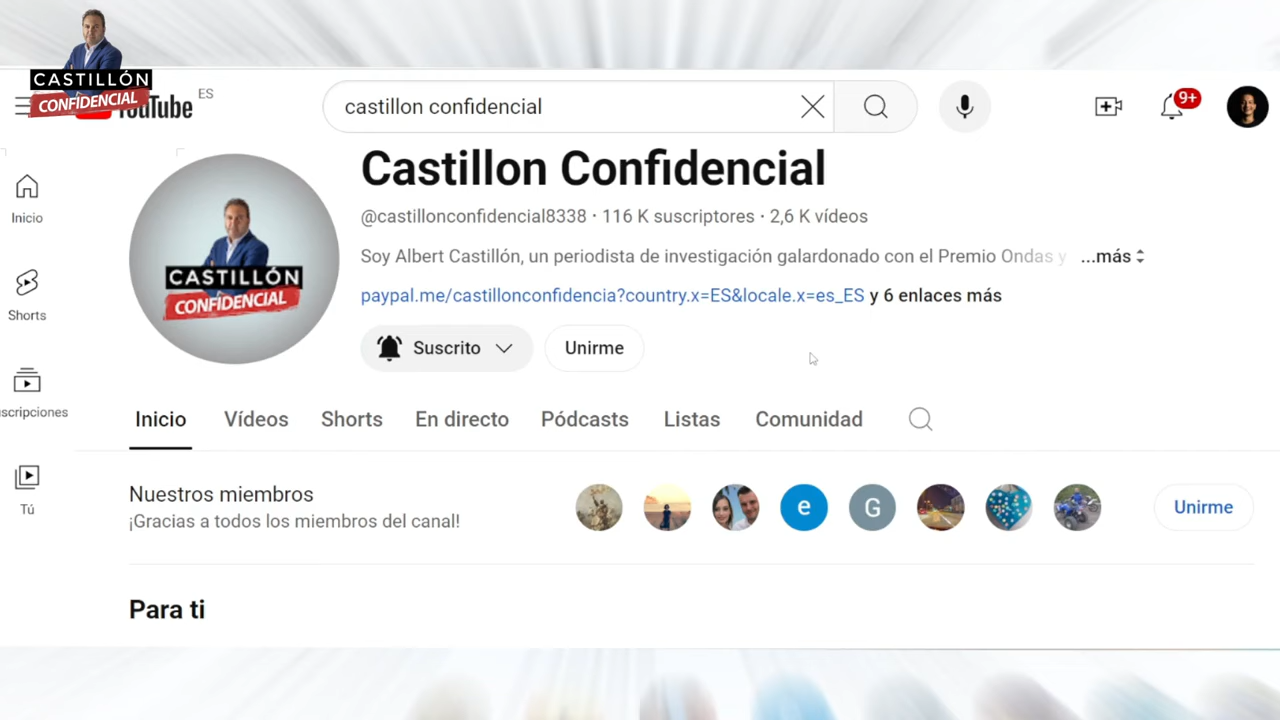 CASTILLÓN
CONFIDENCIAL
YouTube
ES
castillon confidencial
9+
Castillon Confidencial
@castillonconfidencial8338 · 116 K suscriptores · 2,6 K vídeos
Soy Albert Castillón, un periodista de investigación galardonado con el Premio Ondas y ...más
paypal.me/castillonconfidencia?country.x=ES&locale.x=es_ES y 6 enlaces más
CASTILLÓN
CONFIDENCIAL
Suscrito
Unirme
Inicio
Shorts
scripciones
Tú
Inicio Vídeos Shorts En directo Pódcasts Listas Comunidad
Nuestros miembros
¡Gracias a todos los miembros del canal!
e
G
Unirme
Para ti